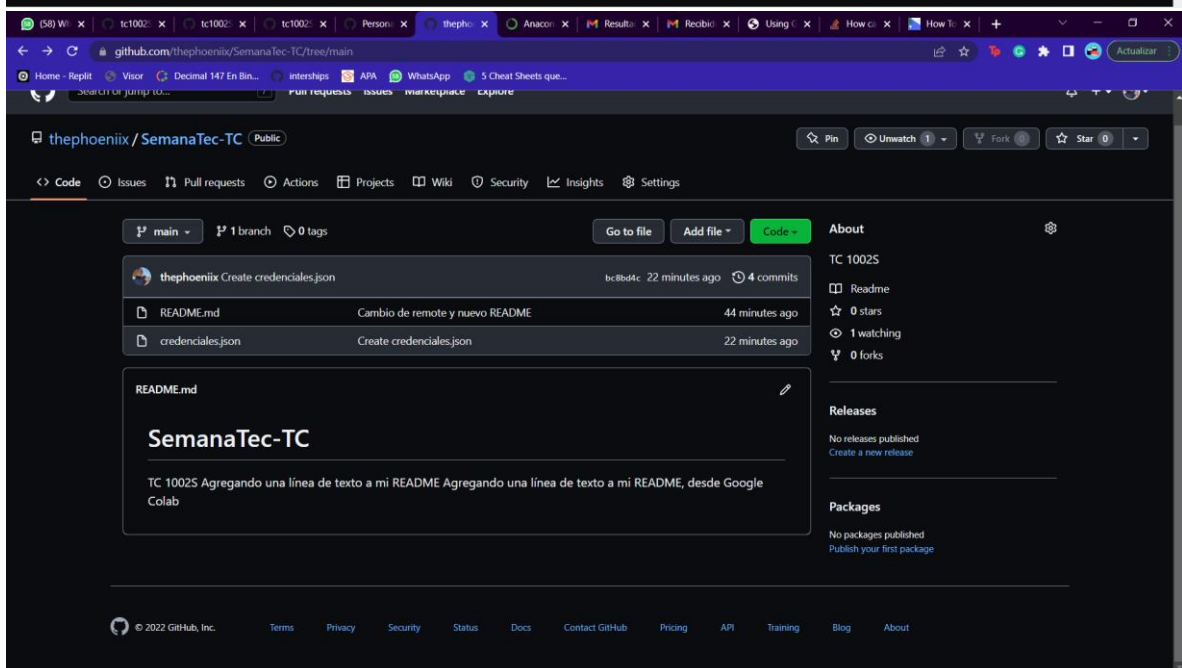 (58) Wh tc1002S tc1002S tc1002S Person thepho Anacon Resulta Recibid Using How ca How To
github.com/thephoeniix/SemanaTec-TC/tree/main Actualizar
Home - Replit Visor Decimal 147 En Bin... interships APA WhatsApp 5 Cheat Sheets que...
Search or jump to... / Pull requests Issues Marketplace Explore
thephoeniix / SemanaTec-TC Public Pin Unwatch 1 Fork 0 Star 0
<> Code Issues Pull requests Actions Projects Wiki Security Insights Settings
main 1 branch 0 tags Go to file Add file Code
thephoeniix Create credenciales.json bc8bd4c 22 minutes ago 4 commits
README.md Cambio de remote y nuevo README 44 minutes ago
credenciales.json Create credenciales.json 22 minutes ago
README.md
SemanaTec-TC
TC 1002S Agregando una línea de texto a mi README Agregando una línea de texto a mi README, desde Google
Colab
About
TC 1002S
Readme
0 stars
1 watching
0 forks
Releases
No releases published
Create a new release
Packages
No packages published
Publish your first package
© 2022 GitHub, Inc. Terms Privacy Security Status Docs Contact GitHub Pricing API Training Blog About